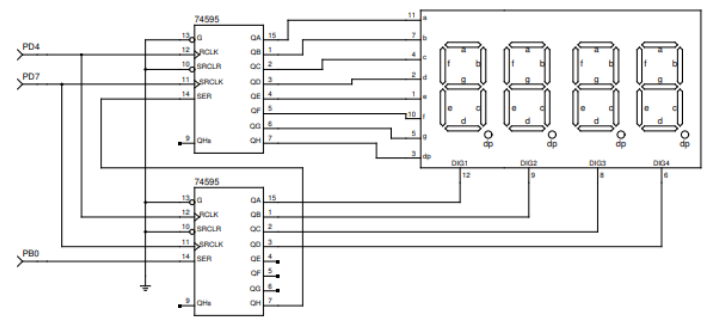 74595
PD4
PD7
13 G
12 RCLK
10 SRCLR
11 SRCLK
14 SER
9 QHs
QA 15
QB 1
QC 2
QD 3
QE 4
QF 5
QG 6
QH 7
11 a
7 b
4 c
2 d
1 e
10 f
5 g
3 dp
a a a a
f b f b f b f b
g g g g
e c e c e c e c
d d d d
dp dp dp dp
DIG1 DIG2 DIG3 DIG4
12 9 8 6
74595
PB0
13 G
12 RCLK
10 SRCLR
11 SRCLK
14 SER
9 QHs
QA 15
QB 1
QC 2
QD 3
QE 4
QF 5
QG 6
QH 7